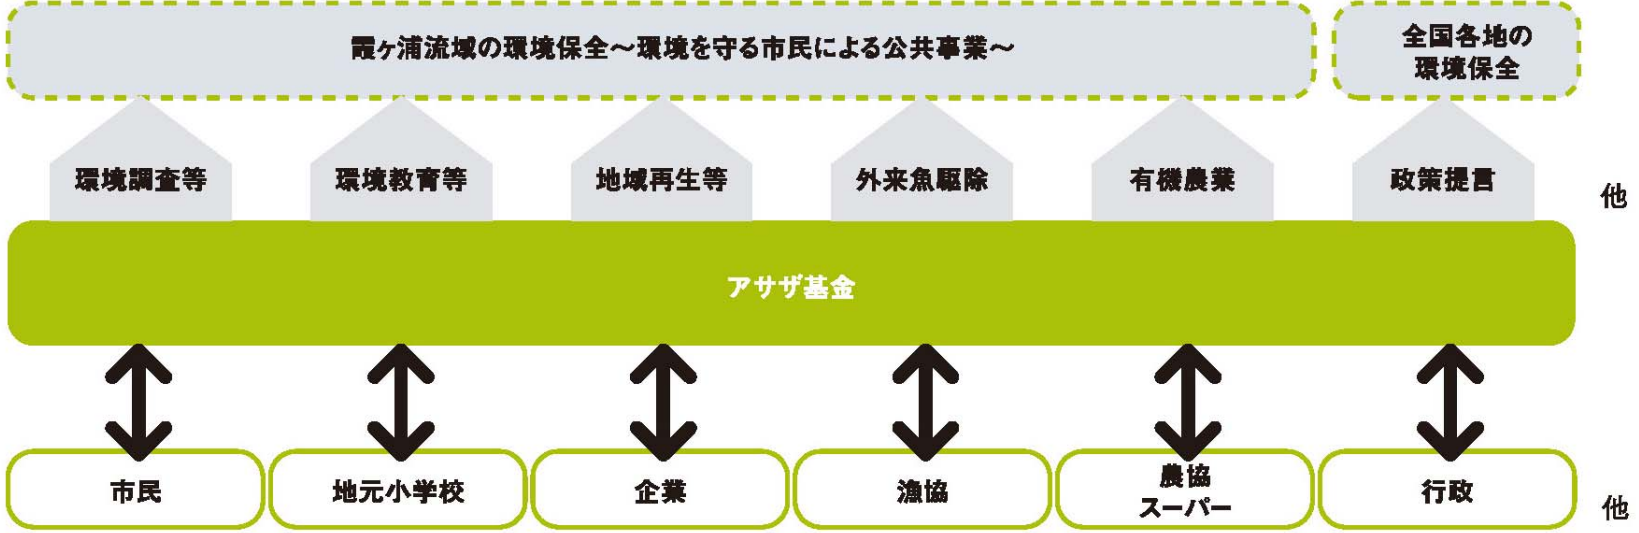 霞ヶ浦流域の環境保全～環境を守る市民による公共事業～
全国各地の
環境保全
環境調査等
環境教育等
地域再生等
外来魚駆除
有機農業
政策提言
他
アサザ基金
市民
地元小学校
企業
漁協
農協
スーパー
行政
他